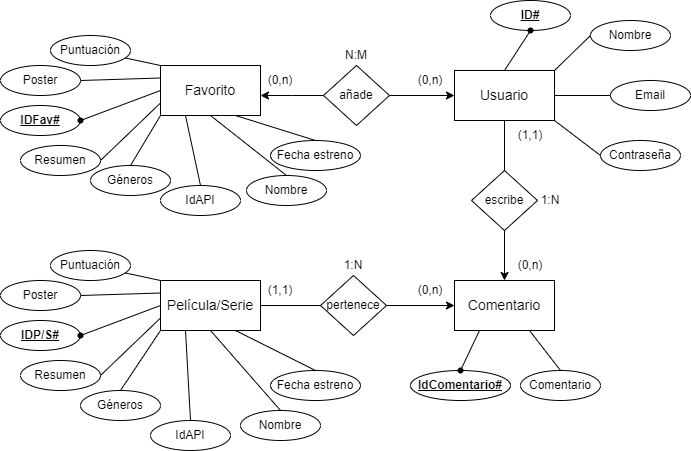 ID#
Puntuación
Nombre
N:M
Poster
Favorito
(0,n)
añade
(0,n)
Usuario
Email
IDFav#
(1,1)
Resumen
Fecha estreno
Contraseña
Géneros
Nombre
IdAPI
escribe
1:N
Puntuación
1:N
(0,n)
Poster
Película/Serie
(1,1)
pertenece
(0,n)
Comentario
IDP/S#
Resumen
Fecha estreno
IdComentario#
Comentario
Géneros
Nombre
IdAPI